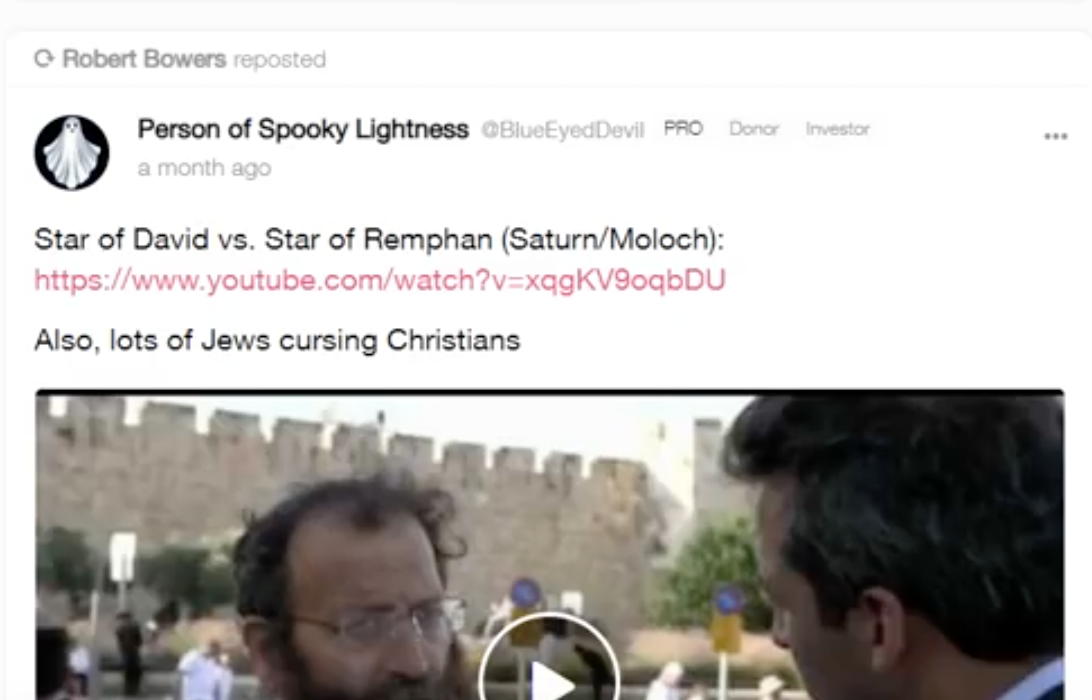 Robert Bowers reposted
Person of Spooky Lightness @BlueEyedDevil PRO Donor Investor
a month ago
Star of David vs. Star of Remphan (Saturn/Moloch):
https://www.youtube.com/watch?v=xqgKV9oqbDU
Also, lots of Jews cursing Christians